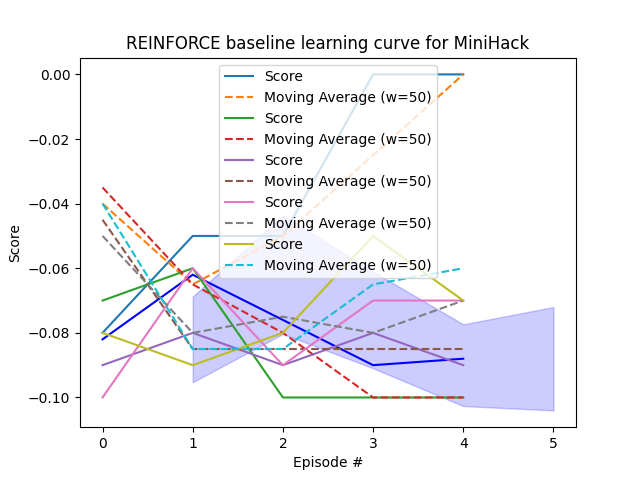 REINFORCE baseline learning curve for MiniHack
0.00
−0.02
−0.04
−0.06
−0.08
−0.10
Score
Score
Moving Average (w=50)
Score
Moving Average (w=50)
Score
Moving Average (w=50)
Score
Moving Average (w=50)
Score
Moving Average (w=50)
0 1 2 3 4 5
Episode #